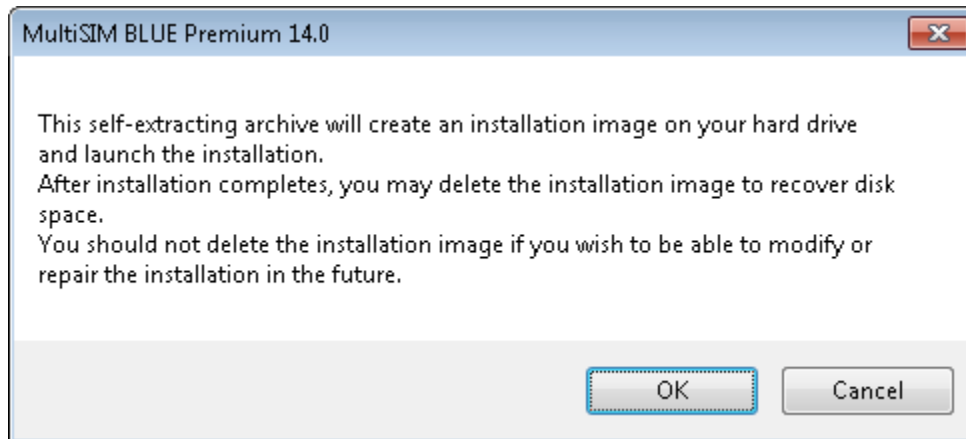 MultiSIM BLUE Premium 14.0
This self-extracting archive will create an installation image on your hard drive
and launch the installation.
After installation completes, you may delete the installation image to recover disk
space.
You should not delete the installation image if you wish to be able to modify or
repair the installation in the future.
OK
Cancel